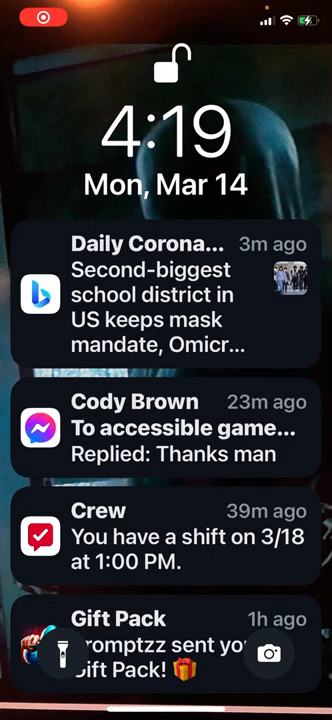 4:19
Mon, Mar 14
Daily Corona... 3m ago
Second-biggest
school district in
US keeps mask
mandate, Omicr...
Cody Brown 23m ago
To accessible game...
Replied: Thanks man
Crew 39m ago
You have a shift on 3/18
at 1:00 PM.
Gift Pack 1h ago
romptzz sent yo
Gift Pack! 🎁